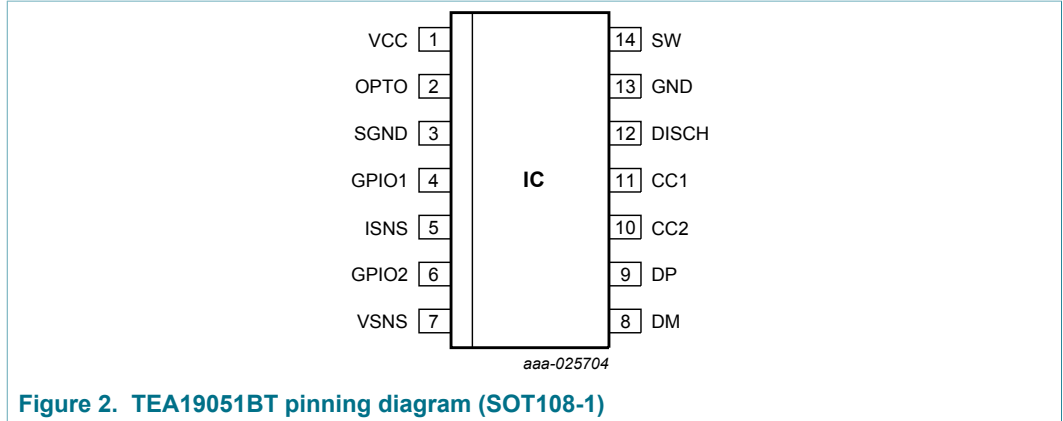 VCC 1 14 SW
OPTO 2 13 GND
SGND 3 12 DISCH
GPIO1 4 IC 11 CC1
ISNS 5 10 CC2
GPIO2 6 9 DP
VSNS 7 8 DM
aaa-025704
Figure 2. TEA19051BT pinning diagram (SOT108-1)